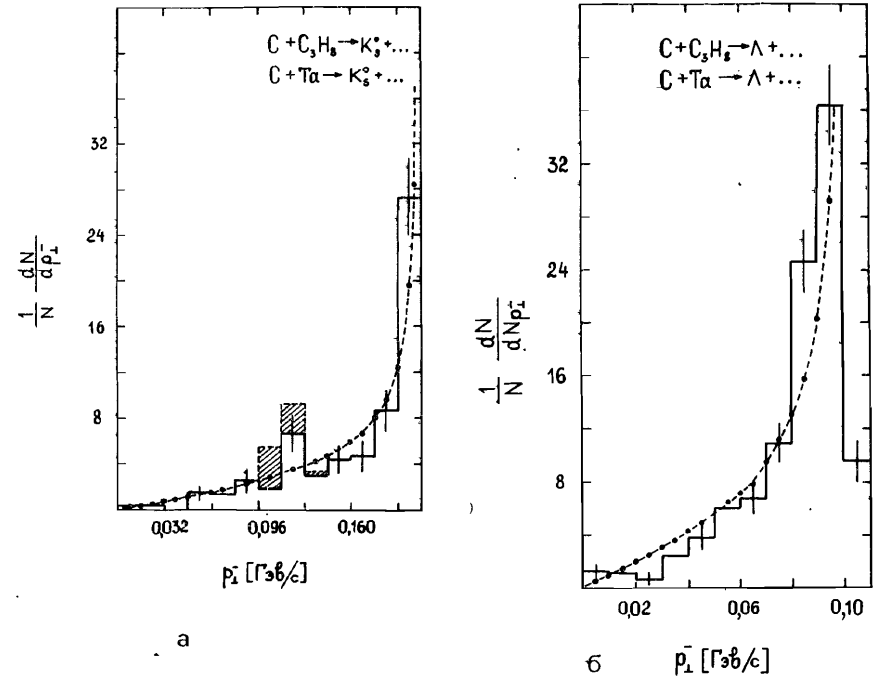 C + C₃H₈ → K⁰ₛ + ...
C + Ta → K⁰ₛ + ...
32
24
16
8
1/N dN/dp⊥⁻
0,032 0,096 0,160
p⊥⁻ [Гэв/с]
а
C + C₃H₈ → Λ + ...
C + Ta → Λ + ...
32
24
16
8
1/N dN/dNp⊥⁻
0,02 0,06 0,10
p⊥⁻ [Гэв/с]
б